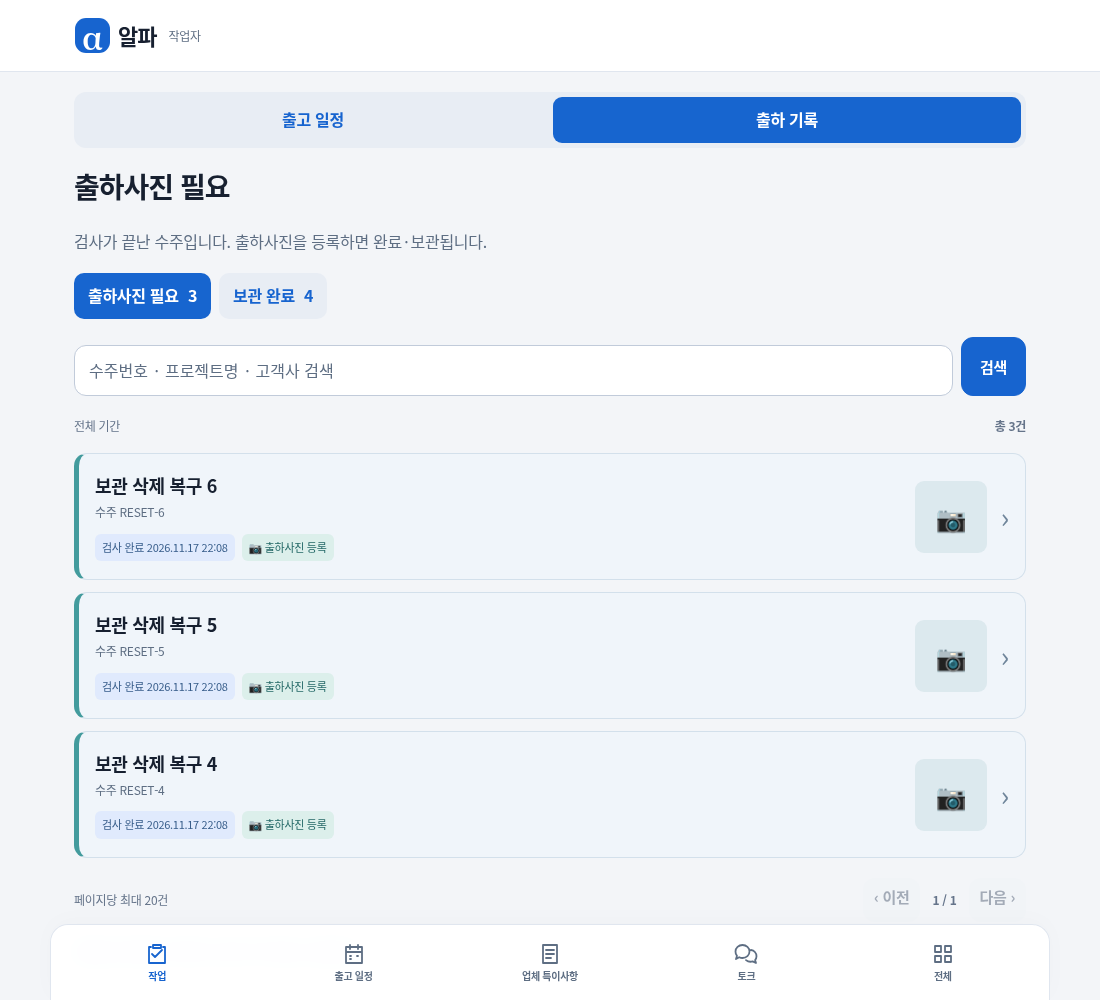 α 알파 작업자
출고 일정 출하 기록
출하사진 필요
검사가 끝난 수주입니다. 출하사진을 등록하면 완료·보관됩니다.
출하사진 필요 3 보관 완료 4
수주번호 · 프로젝트명 · 고객사 검색 검색
전체 기간 총 3건
보관 삭제 복구 6
수주 RESET-6
검사 완료 2026.11.17 22:08 📷 출하사진 등록
보관 삭제 복구 5
수주 RESET-5
검사 완료 2026.11.17 22:08 📷 출하사진 등록
보관 삭제 복구 4
수주 RESET-4
검사 완료 2026.11.17 22:08 📷 출하사진 등록
페이지당 최대 20건 ‹ 이전 1 / 1 다음 ›
작업 출고 일정 업체 특이사항 토크 전체